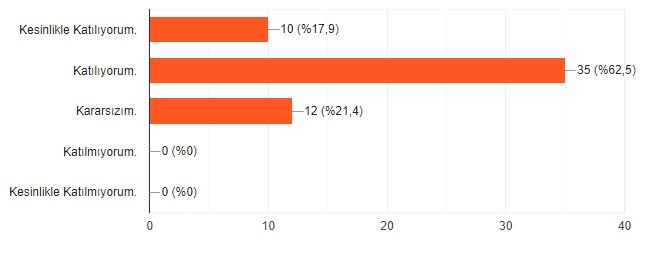 Kesinlikle Katılıyorum. 10 (%17,9)
Katılıyorum. 35 (%62,5)
Kararsızım. 12 (%21,4)
Katılmıyorum. 0 (%0)
Kesinlikle Katılmıyorum. 0 (%0)
0 10 20 30 40